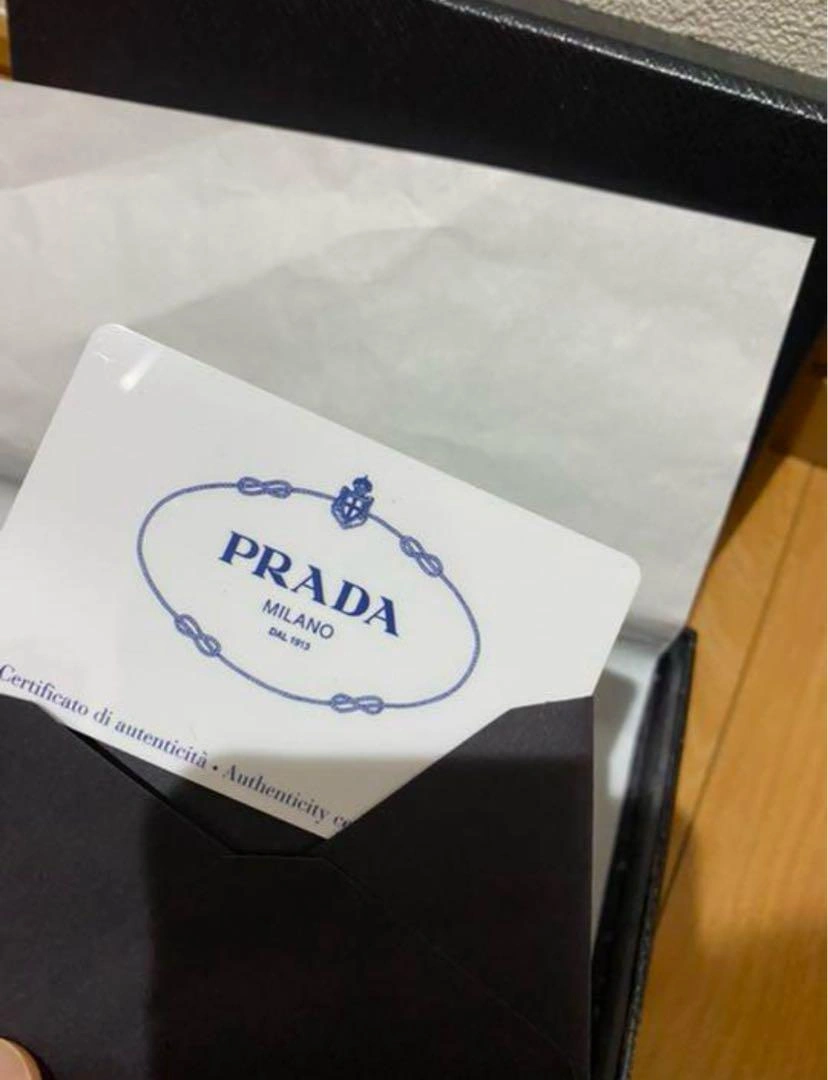 PRADA
MILANO
DAL 1913
Certificato di autenticità • Authenticity